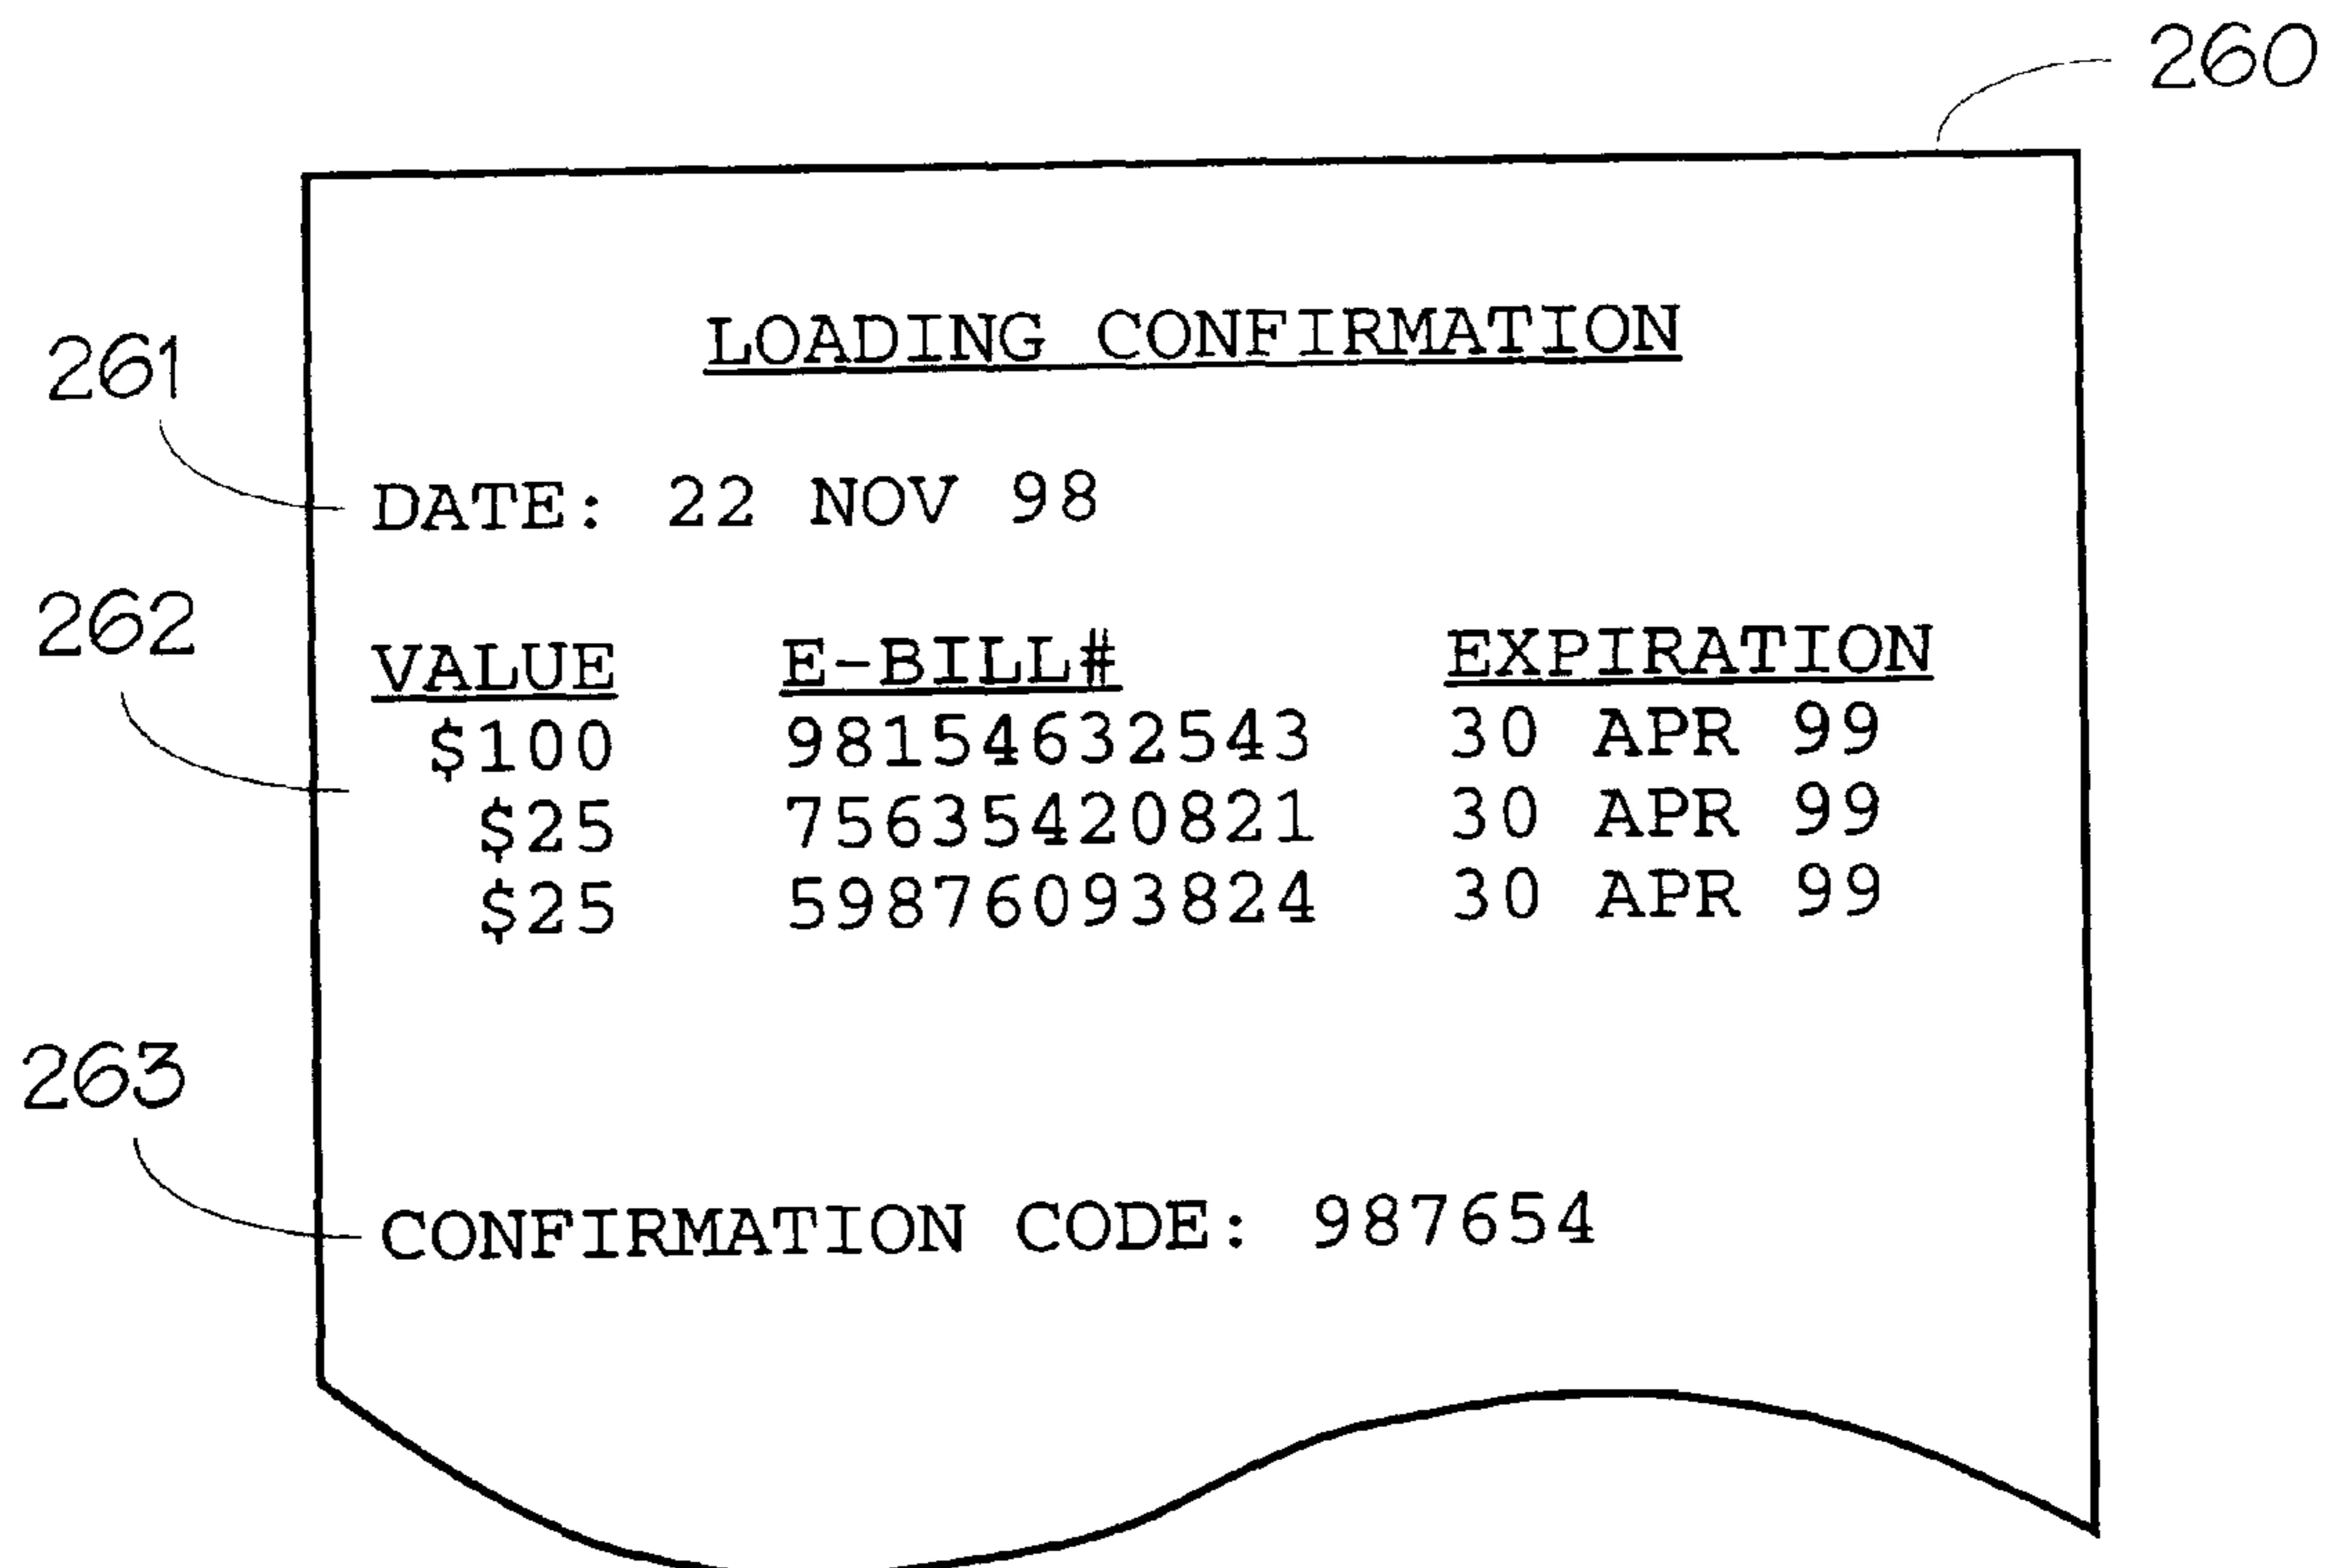 260
LOADING CONFIRMATION
261
DATE: 22 NOV 98
262
VALUE E-BILL# EXPIRATION
$100 98154632543 30 APR 99
$25 75635420821 30 APR 99
$25 59876093824 30 APR 99
263
CONFIRMATION CODE: 987654